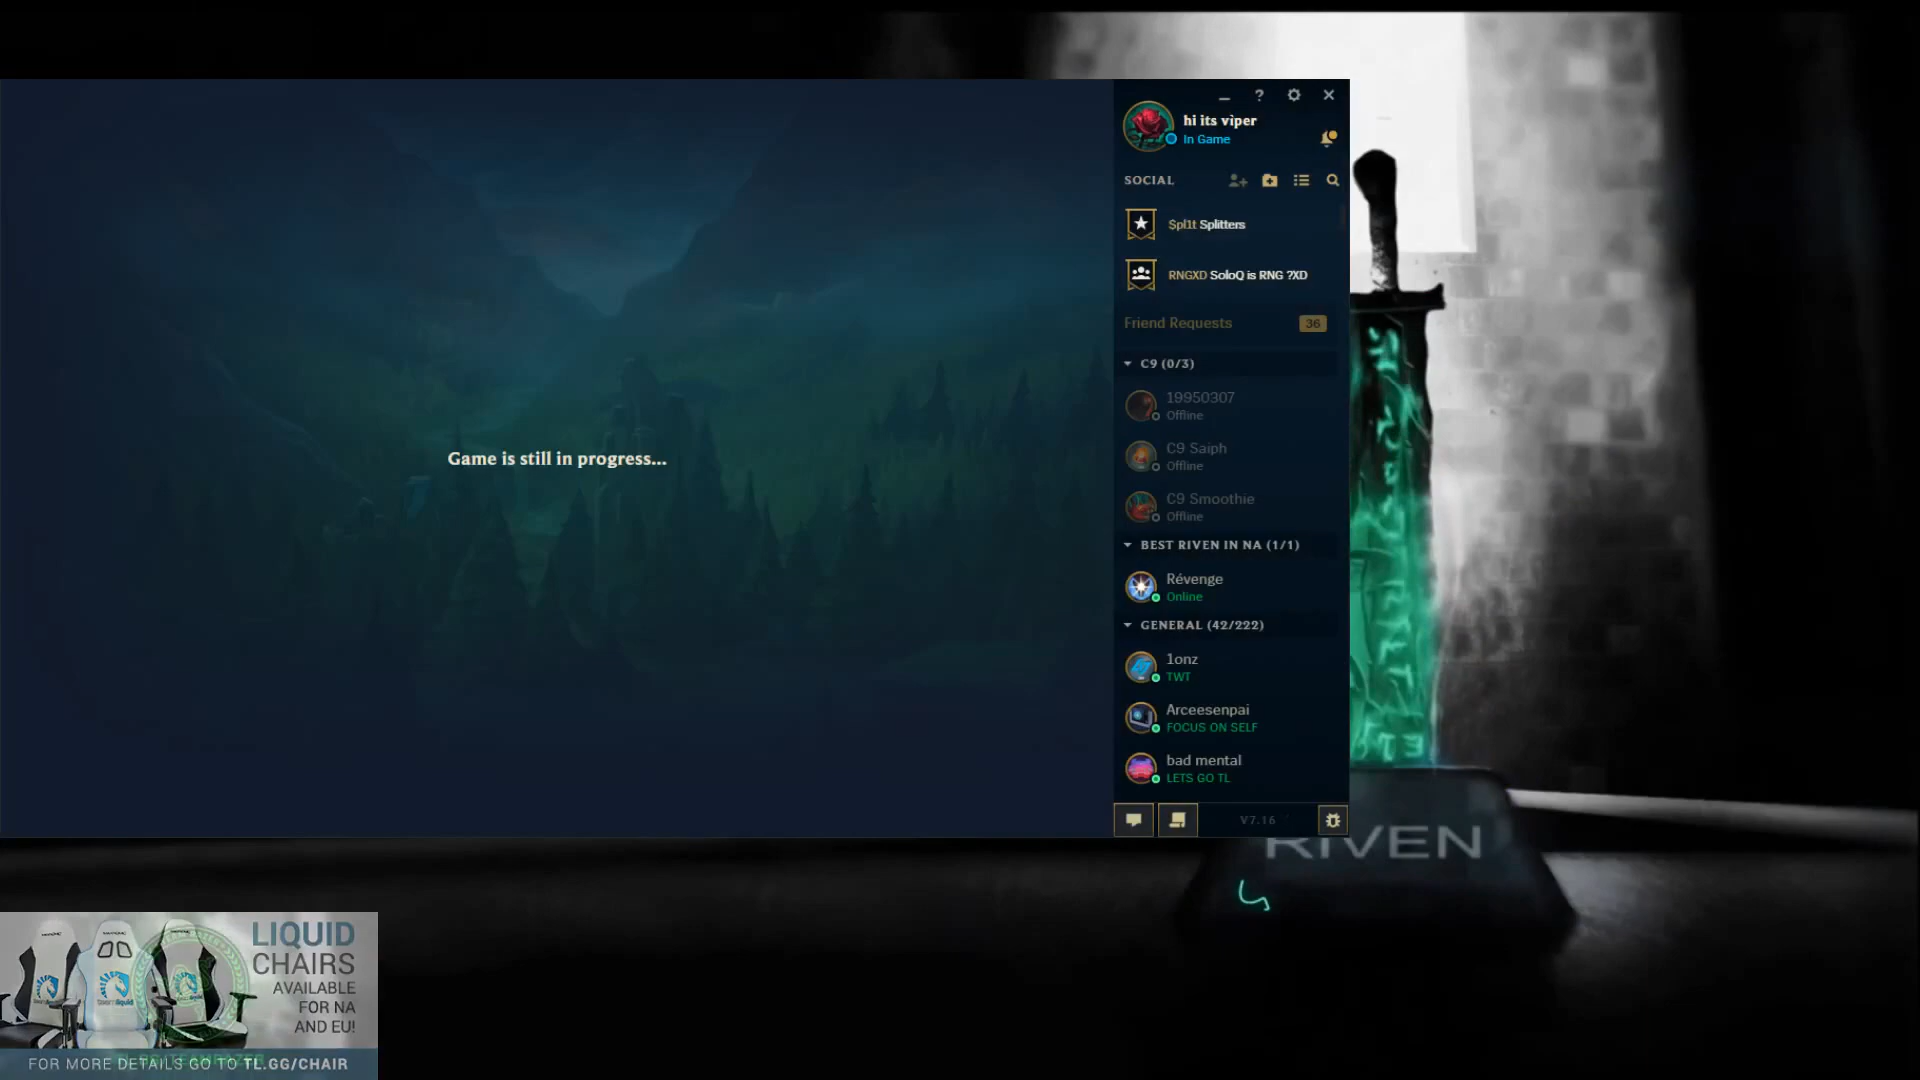 hi its viper
In Game
SOCIAL
$pl1t Splitters
RNGXD SoloQ is RNG ?XD
Friend Requests 36
C9 (0/3)
19950307
Offline
C9 Saiph
Offline
C9 Smoothie
Offline
Game is still in progress...
BEST RIVEN IN NA (1/1)
Révenge
Online
GENERAL (42/222)
1onz
TWT
Arceesenpai
FOCUS ON SELF
bad mental
LETS GO TL
V7.16
RIVEN
LIQUID
CHAIRS
AVAILABLE
FOR NA
AND EU!
FOR MORE DETAILS GO TO TL.GG/CHAIR